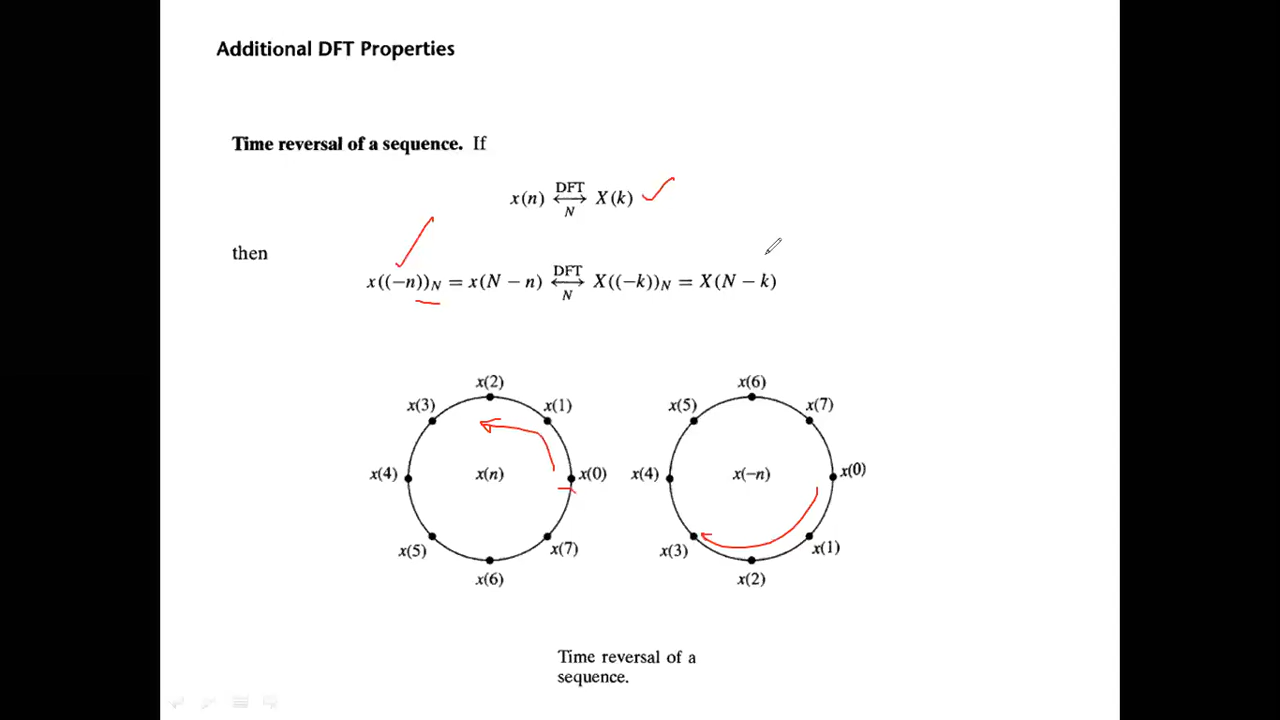 Additional DFT Properties
Time reversal of a sequence. If
x(n) DFT ⟷ N X(k)
then
x((−n))N = x(N − n) DFT ⟷ N X((−k))N = X(N − k)
x(2) x(6)
x(3) x(1) x(5) x(7)
x(4) x(n) x(0) x(4) x(−n) x(0)
x(5) x(7) x(3) x(1)
x(6) x(2)
Time reversal of a
sequence.